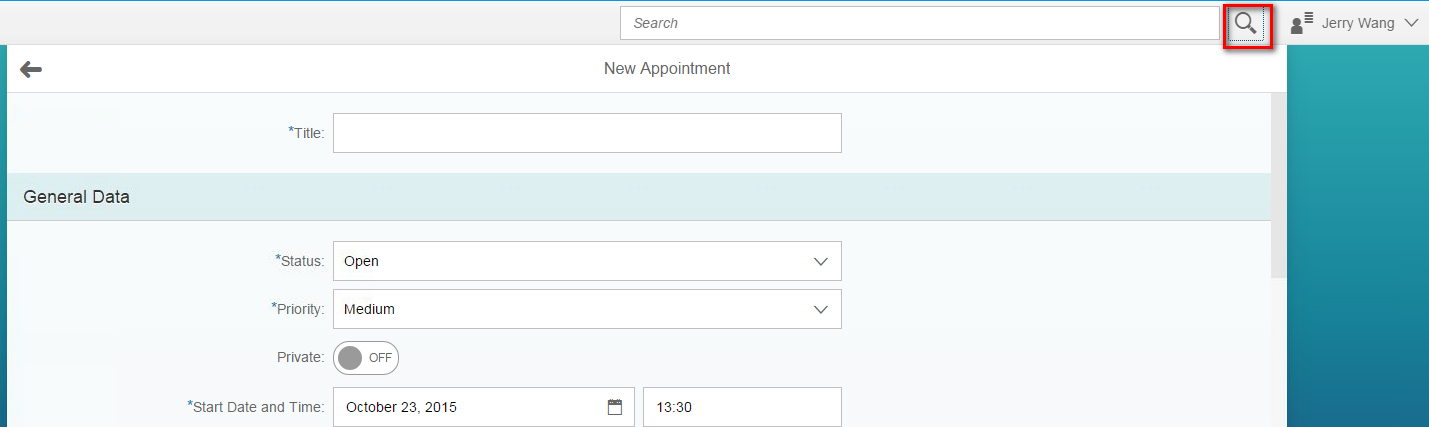 Search
Jerry Wang
New Appointment
*Title:
General Data
*Status: Open
*Priority: Medium
Private: OFF
*Start Date and Time: October 23, 2015 13:30